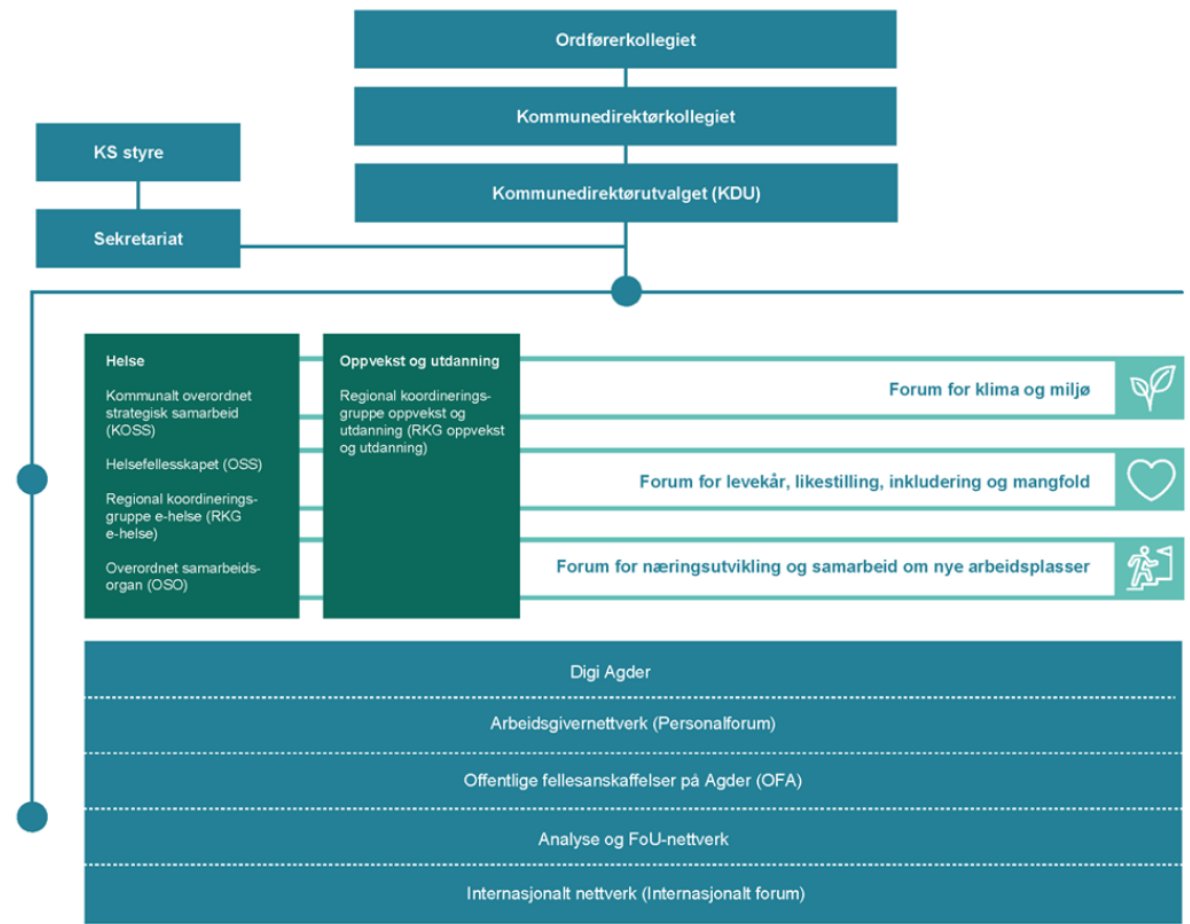 Ordførerkollegiet
Kommunedirektørkollegiet
Kommunedirektørutvalget (KDU)
KS styre
Sekretariat
Helse
Kommunalt overordnet
strategisk samarbeid
(KOSS)
Helsefellesskapet (OSS)
Regional koordinerings-
gruppe e-helse (RKG
e-helse)
Overordnet samarbeids-
organ (OSO)
Oppvekst og utdanning
Regional koordinerings-
gruppe oppvekst og
utdanning (RKG oppvekst
og utdanning)
Forum for klima og miljø
Forum for levekår, likestilling, inkludering og mangfold
Forum for næringsutvikling og samarbeid om nye arbeidsplasser
Digi Agder
Arbeidsgivernettverk (Personalforum)
Offentlige fellesanskaffelser på Agder (OFA)
Analyse og FoU-nettverk
Internasjonalt nettverk (Internasjonalt forum)